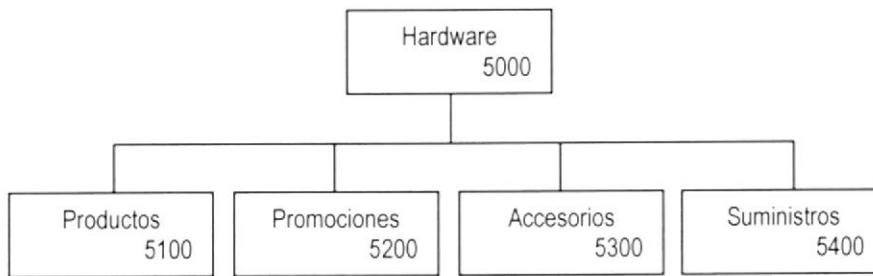 Hardware
5000
Productos
5100
Promociones
5200
Accesorios
5300
Suministros
5400